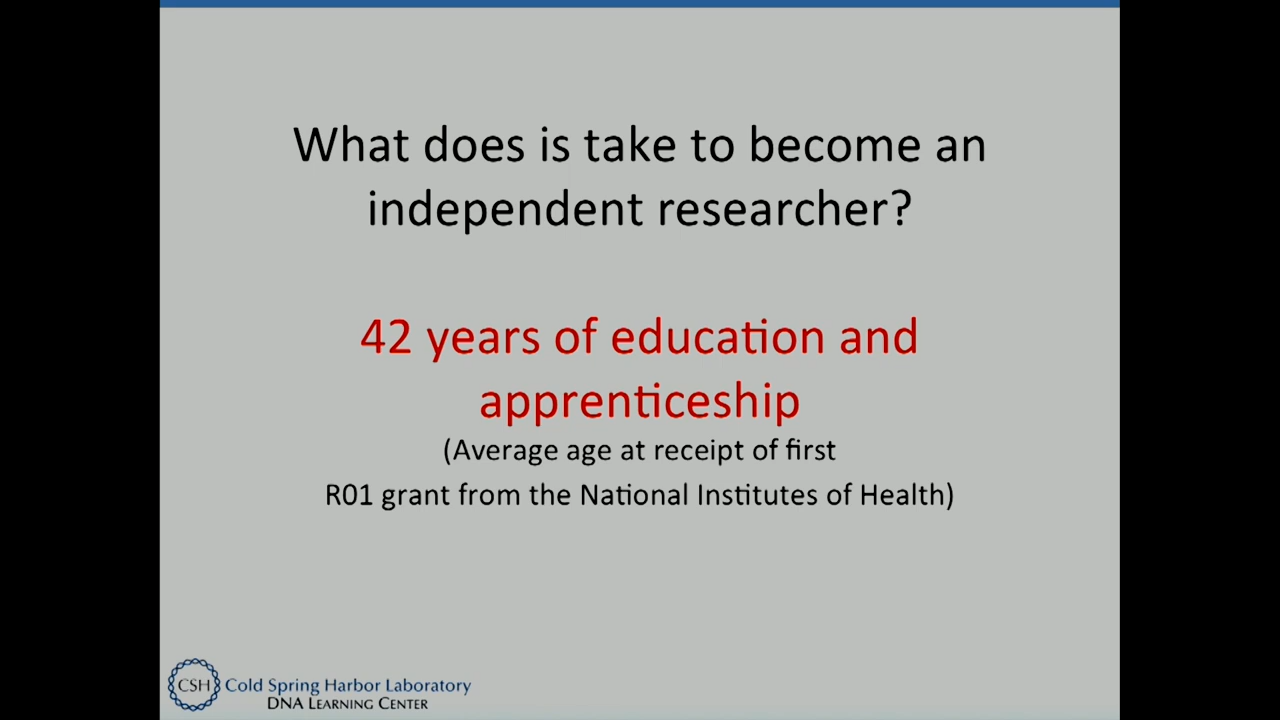 What does is take to become an
independent researcher?
42 years of education and
apprenticeship
(Average age at receipt of first
R01 grant from the National Institutes of Health)
CSH Cold Spring Harbor Laboratory
DNA LEARNING CENTER